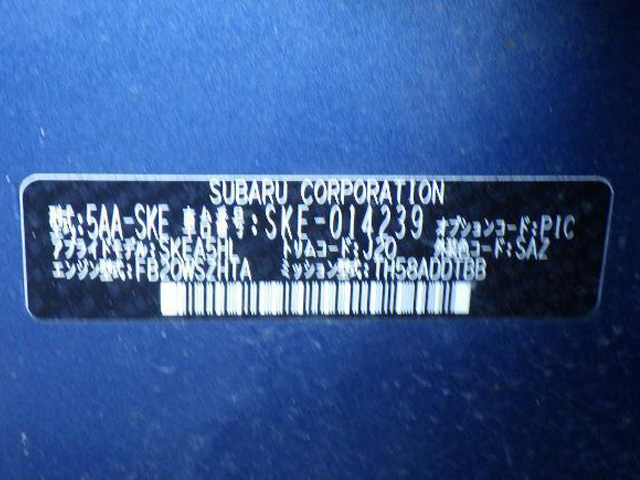 SUBARU CORPORATION
型式:5AA-SKE 車台番号:SKE-014239 オプションコード:PIC
アプライドモデル:SKEA5HL トリムコード:J20 外装色コード:SAZ
エンジン型式:FB20WSZHTA ミッション型式:TH58ADDTBB